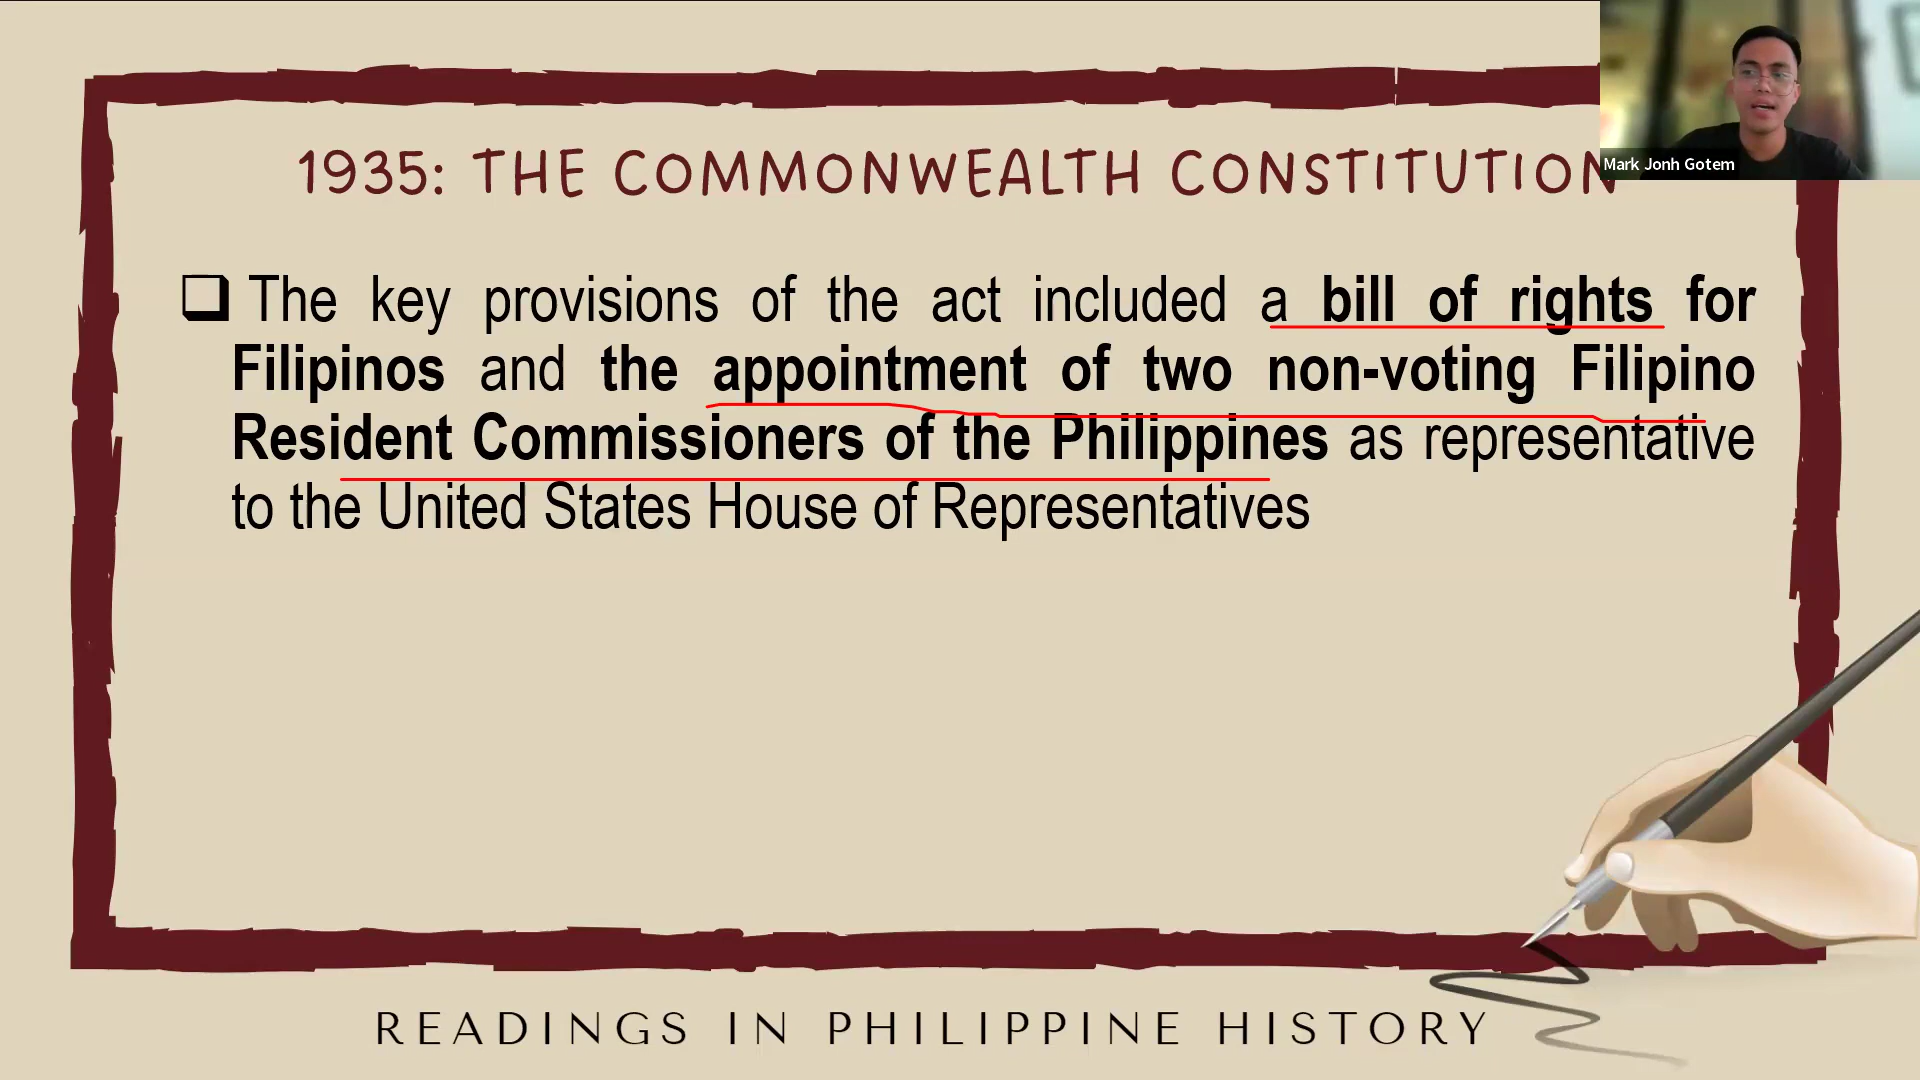 1935: THE COMMONWEALTH CONSTITUTION
Mark Jonh Gotem
The key provisions of the act included a bill of rights for
Filipinos and the appointment of two non-voting Filipino
Resident Commissioners of the Philippines as representative
to the United States House of Representatives
READINGS IN PHILIPPINE HISTORY